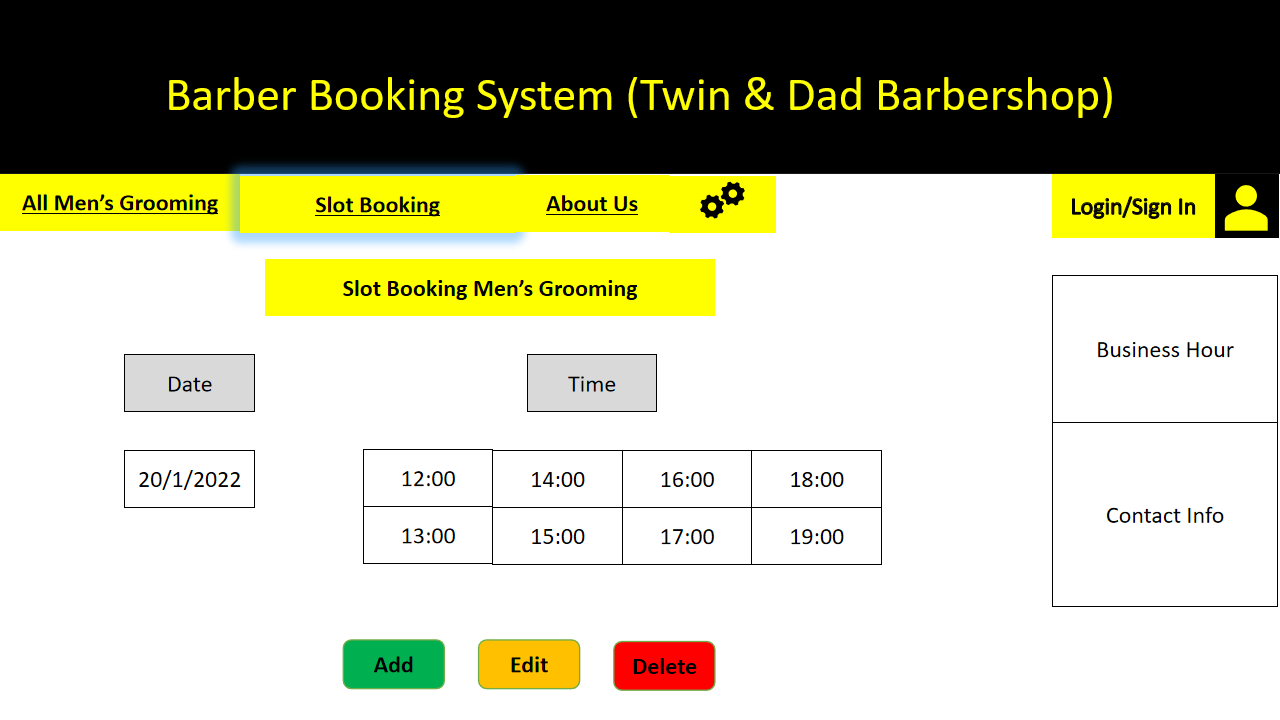 Barber Booking System (Twin & Dad Barbershop)
All Men’s Grooming
Slot Booking
About Us
Login/Sign In
Slot Booking Men’s Grooming
Date
Time
20/1/2022
12:00 14:00 16:00 18:00
13:00 15:00 17:00 19:00
Business Hour
Contact Info
Add
Edit
Delete